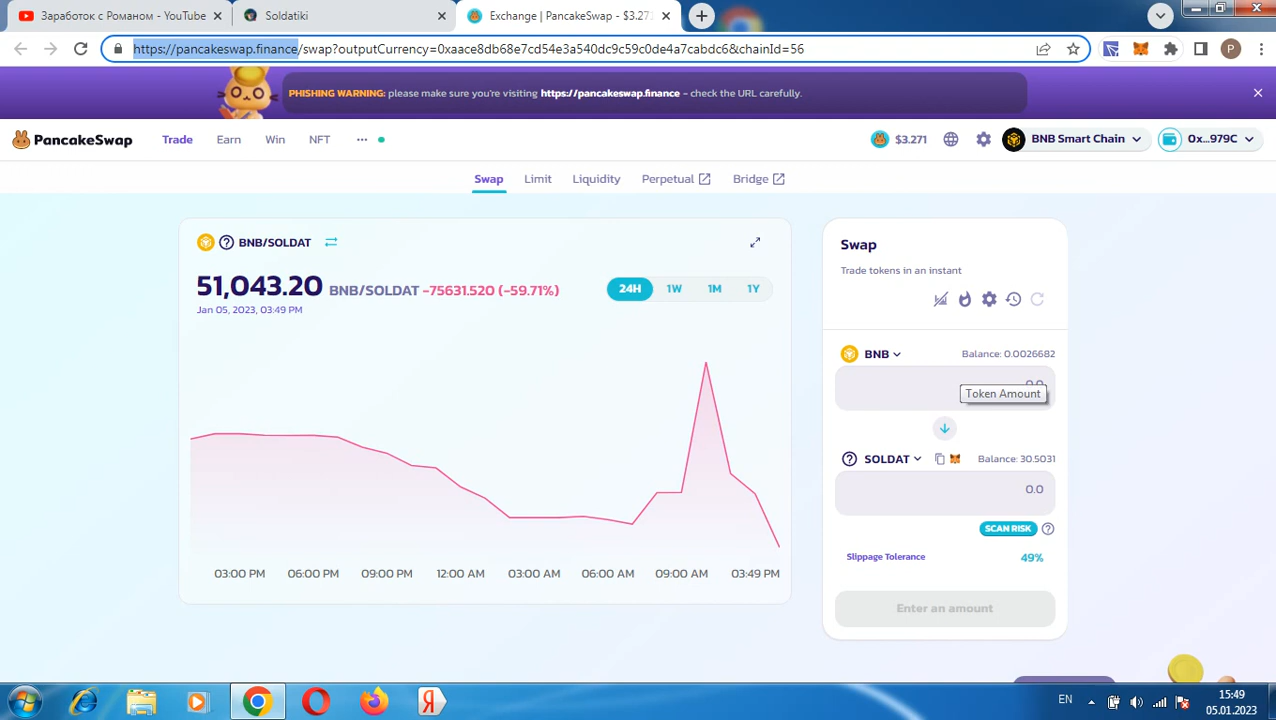 Заработок с Романом - YouTube
Soldatiki
Exchange | PancakeSwap - $3.271
https://pancakeswap.finance/swap?outputCurrency=0xaace8db68e7cd54e3a540dc9c59c0de4a7cabdc6&chainId=56
P
PHISHING WARNING: please make sure you're visiting https://pancakeswap.finance - check the URL carefully.
PancakeSwap
Trade
Earn
Win
NFT
$3.271
BNB Smart Chain
0x...979C
Swap
Limit
Liquidity
Perpetual
Bridge
BNB/SOLDAT
51,043.20 BNB/SOLDAT -75631.520 (-59.71%)
Jan 05, 2023, 03:49 PM
24H
1W
1M
1Y
03:00 PM
06:00 PM
09:00 PM
12:00 AM
03:00 AM
06:00 AM
09:00 AM
03:49 PM
Swap
Trade tokens in an instant
BNB
Balance: 0.0026682
Token Amount
SOLDAT
Balance: 30.5031
0.0
SCAN RISK
Slippage Tolerance
49%
Enter an amount
EN
15:49
05.01.2023